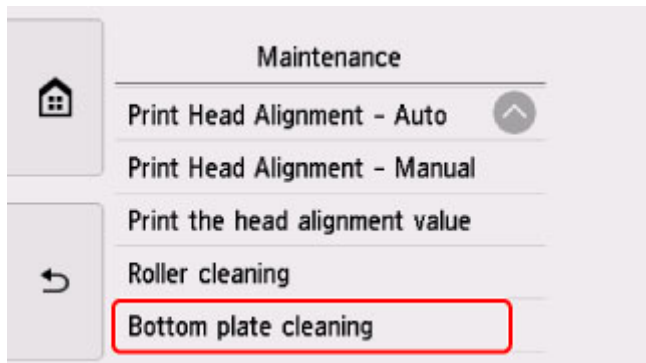 Maintenance
Print Head Alignment - Auto
Print Head Alignment - Manual
Print the head alignment value
Roller cleaning
Bottom plate cleaning